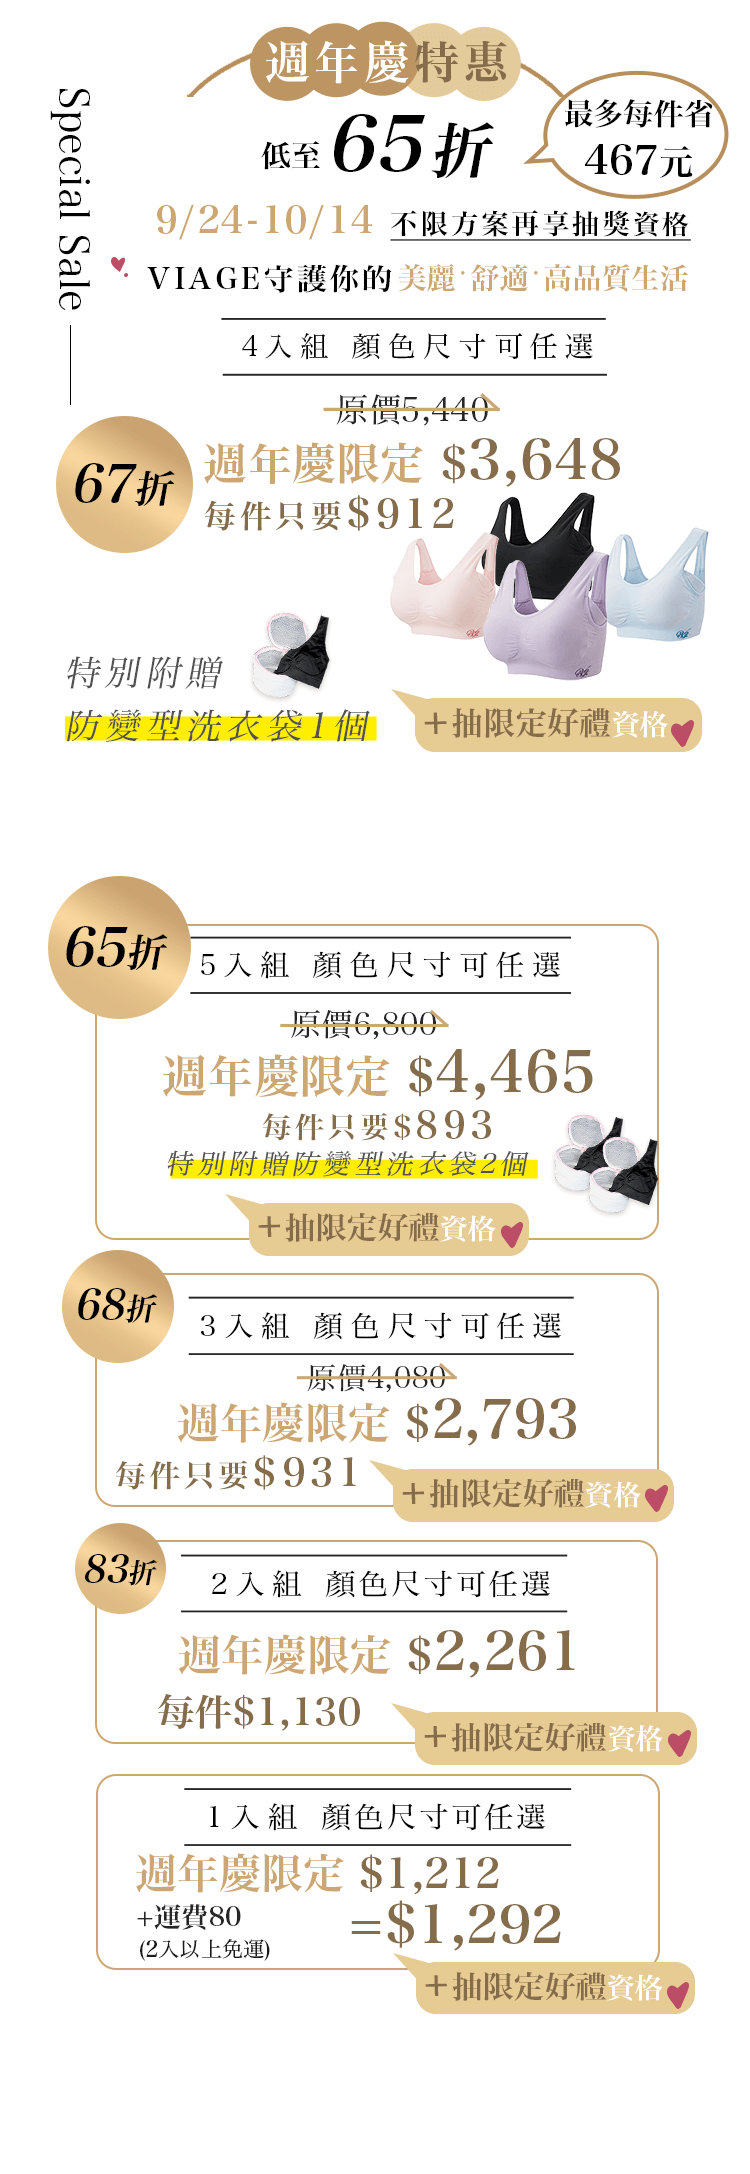 週年慶特惠
低至65折
最多每件省
467元
Special Sale
9/24-10/14 不限方案再享抽獎資格
VIAGE守護你的美麗·舒適·高品質生活
4入組 顏色尺寸可任選
原價5,440
67折
週年慶限定 $3,648
每件只要$912
特別附贈
防變型洗衣袋1個
+抽限定好禮資格
65折
5入組 顏色尺寸可任選
原價6,800
週年慶限定 $4,465
每件只要$893
特別附贈防變型洗衣袋2個
+抽限定好禮資格
68折
3入組 顏色尺寸可任選
原價4,080
週年慶限定 $2,793
每件只要$931
+抽限定好禮資格
83折
2入組 顏色尺寸可任選
週年慶限定 $2,261
每件$1,130
+抽限定好禮資格
1入組 顏色尺寸可任選
週年慶限定 $1,212
+運費80
(2入以上免運)
=$1,292
+抽限定好禮資格